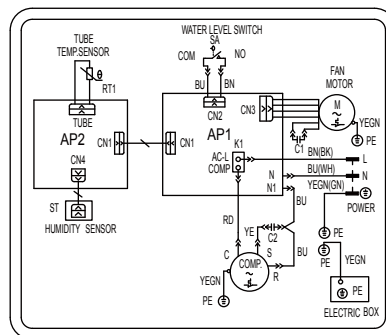 TUBE
TEMP.SENSOR
θ
RT1
TUBE
AP2
CN1
CN4
ST
HUMIDITY SENSOR
WATER LEVEL SWITCH
SA
COM
NO
BU
BN
CN2
CN3
AP1
CN1
K1
AC-L
COMP
N
N1
FAN
MOTOR
M
C1
YEGN
PE
BN(BK)
L
BU(WH)
N
YEGN(GN)
POWER
PE
BU
RD
YE
C2
C
S
COMP.
R
BU
YEGN
PE
PE
YEGN
PE
ELECTRIC BOX